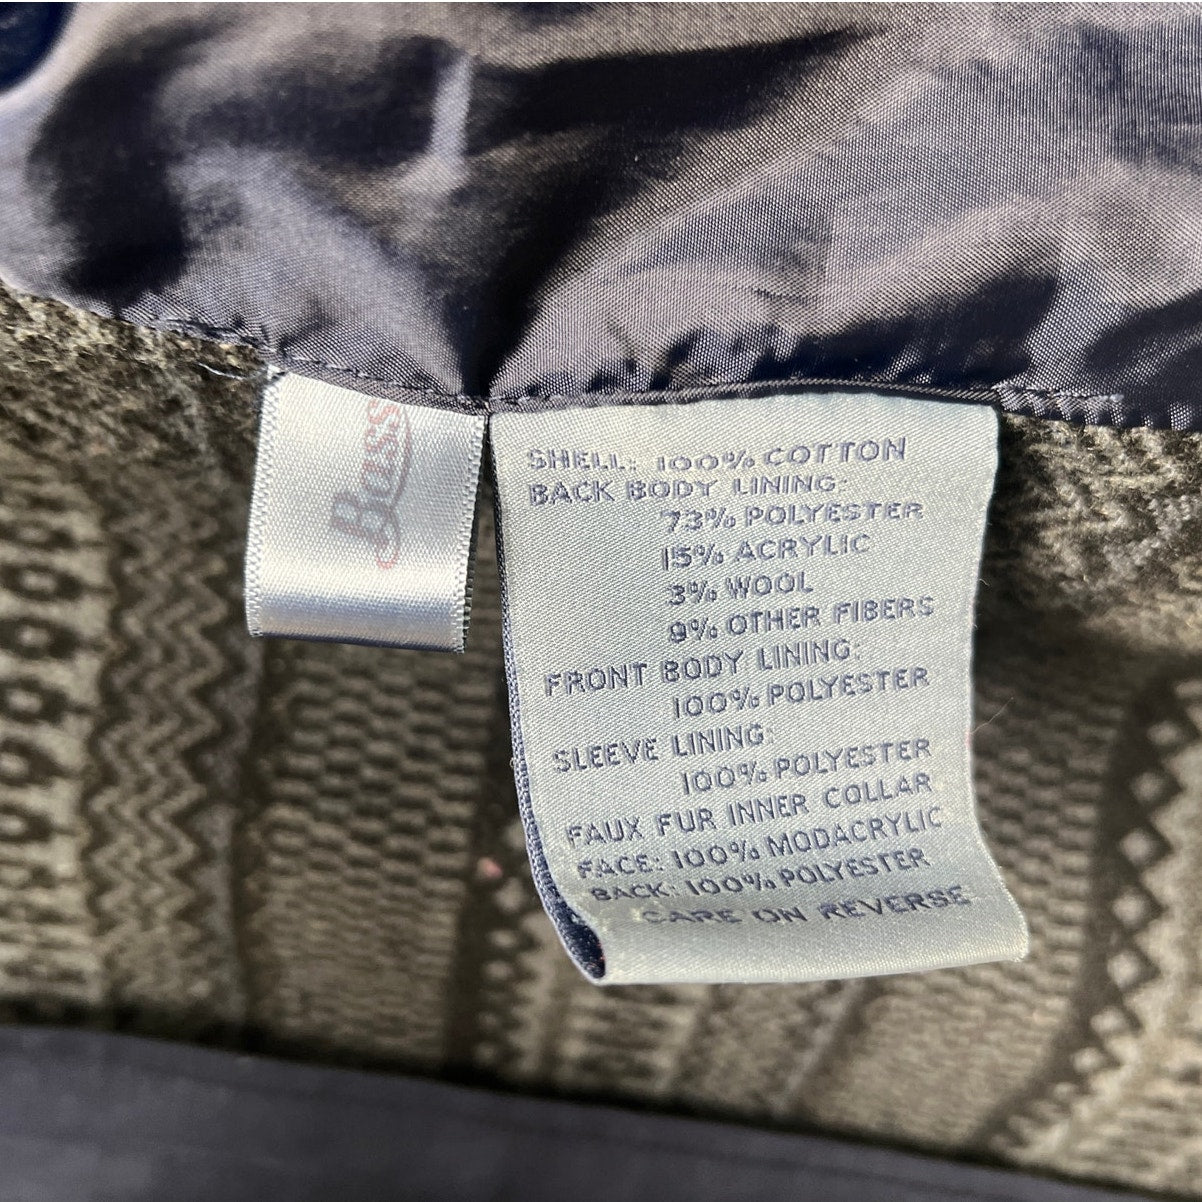 Bass
SHELL: 100% COTTON
BACK BODY LINING:
73% POLYESTER
15% ACRYLIC
3% WOOL
9% OTHER FIBERS
FRONT BODY LINING:
100% POLYESTER
SLEEVE LINING:
100% POLYESTER
FAUX FUR INNER COLLAR
FACE: 100% MODACRYLIC
BACK: 100% POLYESTER
CARE ON REVERSE